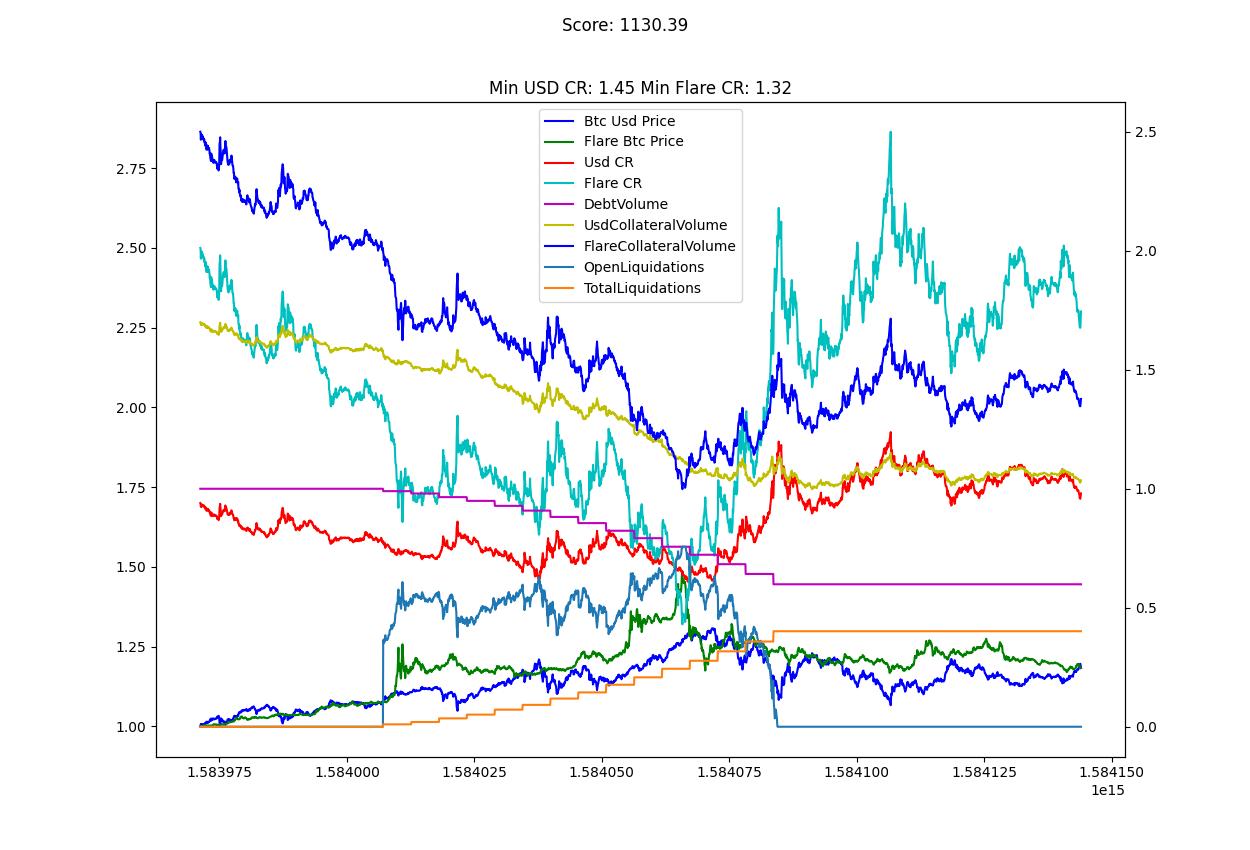 Score: 1130.39
Min USD CR: 1.45 Min Flare CR: 1.32
Btc Usd Price
Flare Btc Price
Usd CR
Flare CR
DebtVolume
UsdCollateralVolume
FlareCollateralVolume
OpenLiquidations
TotalLiquidations
2.75
2.50
2.25
2.00
1.75
1.50
1.25
1.00
2.5
2.0
1.5
1.0
0.5
0.0
1.583975
1.584000
1.584025
1.584050
1.584075
1.584100
1.584125
1.584150
1e15